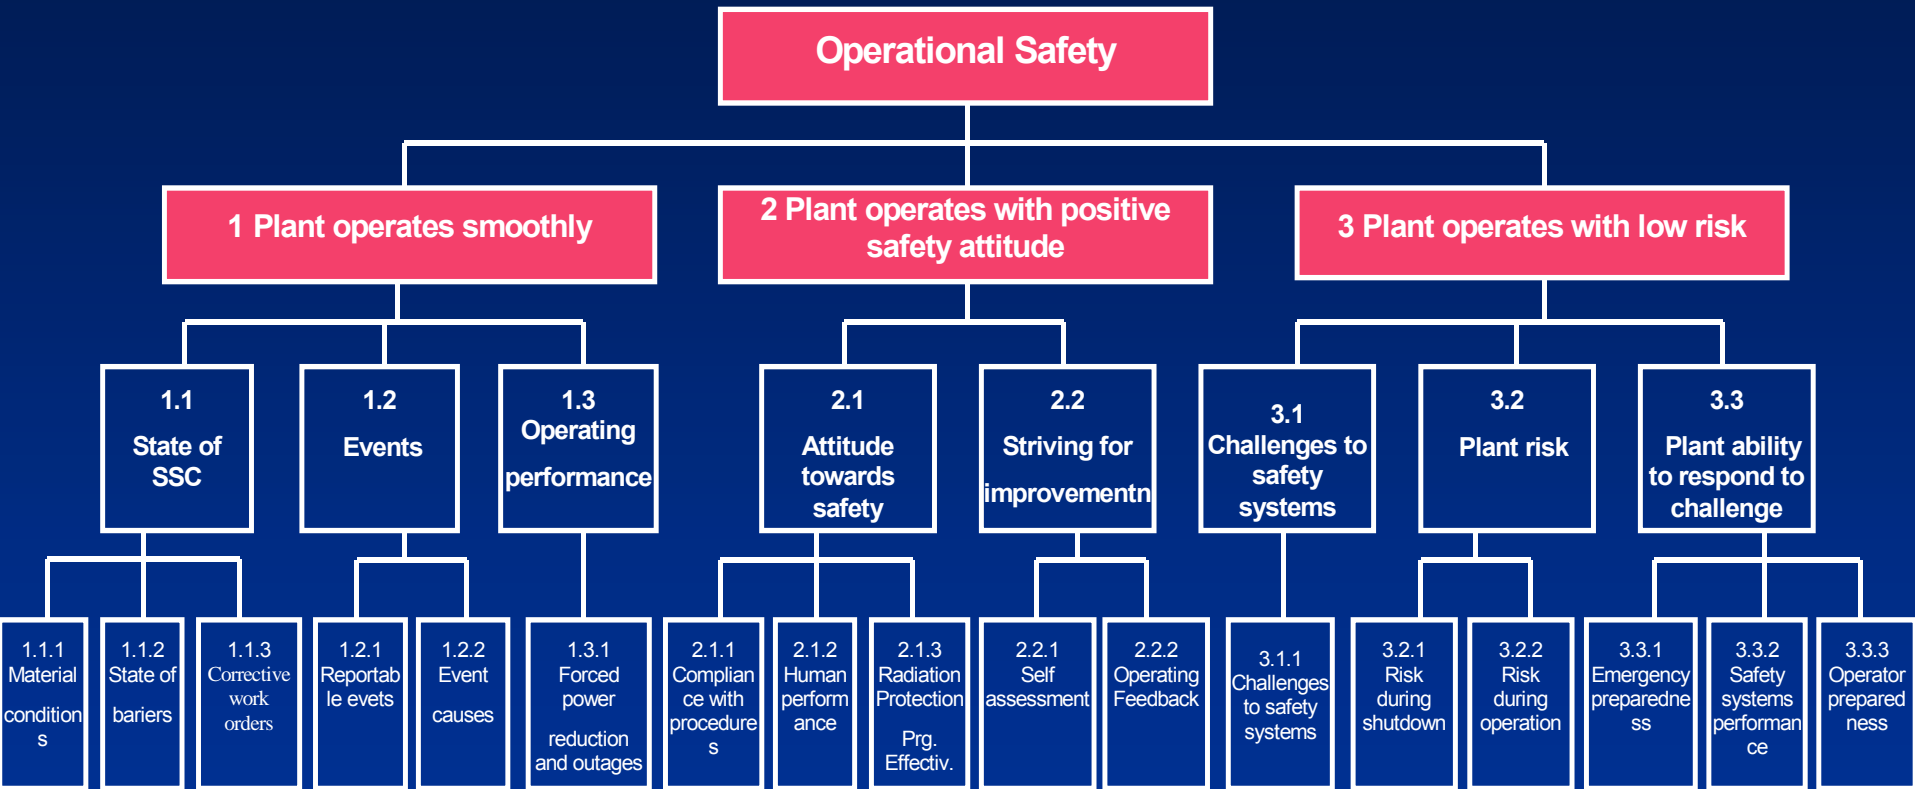 Operational Safety
1 Plant operates smoothly
2 Plant operates with positive
safety attitude
3 Plant operates with low risk
1.1
State of
SSC
1.2
Events
1.3
Operating
performance
2.1
Attitude
towards
safety
2.2
Striving for
improvementn
3.1
Challenges to
safety
systems
3.2
Plant risk
3.3
Plant ability
to respond to
challenge
1.1.1
Material
condition
s
1.1.2
State of
bariers
1.1.3
Corrective
work
orders
1.2.1
Reportab
le evets
1.2.2
Event
causes
1.3.1
Forced
power
reduction
and outages
2.1.1
Complian
ce with
procedure
s
2.1.2
Human
perform
ance
2.1.3
Radiation
Protection
Prg.
Effectiv.
2.2.1
Self
assessment
2.2.2
Operating
Feedback
3.1.1
Challenges
to safety
systems
3.2.1
Risk
during
shutdown
3.2.2
Risk
during
operation
3.3.1
Emergency
preparedne
ss
3.3.2
Safety
systems
performan
ce
3.3.3
Operator
prepared
ness